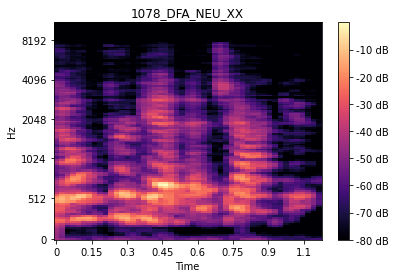 1078_DFA_NEU_XX
8192
4096
2048
1024
512
0
Hz
0 0.15 0.3 0.45 0.6 0.75 0.9 1.1
Time
-10 dB
-20 dB
-30 dB
-40 dB
-50 dB
-60 dB
-70 dB
-80 dB